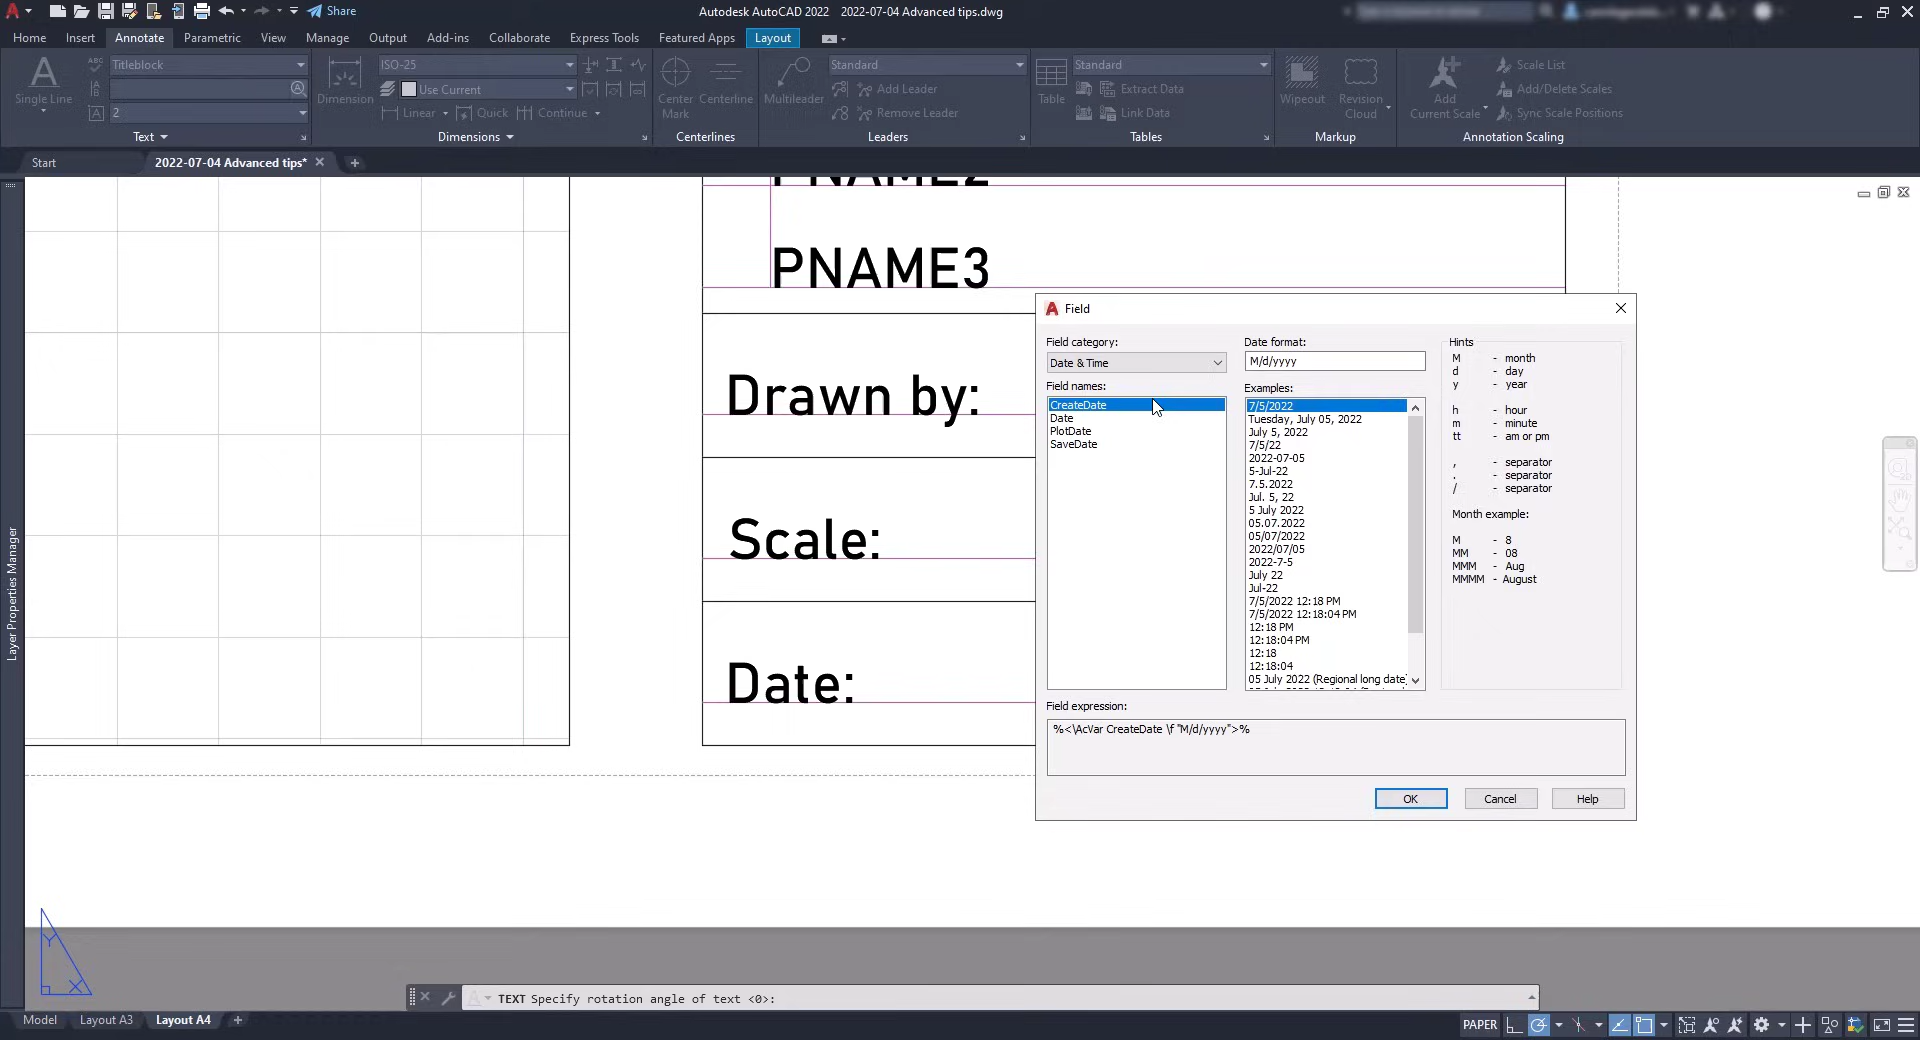 Share
Autodesk AutoCAD 2022 2022-07-04 Advanced tips.dwg
Home Insert Annotate Parametric View Manage Output Add-ins Collaborate Express Tools Featured Apps Layout
Single Line
ABC
Titleblock
A
2
Text
Dimension
ISO-25
Use Current
Linear Quick Continue
Dimensions
Center Mark
Centerline
Centerlines
Multileader
Standard
Add Leader
Remove Leader
Leaders
Table
Standard
Extract Data
Link Data
Tables
Wipeout
Revision Cloud
Markup
Add Current Scale
Scale List
Add/Delete Scales
Sync Scale Positions
Annotation Scaling
Start
2022-07-04 Advanced tips*
Layer Properties Manager
PNAME2
PNAME3
Drawn by:
Scale:
Date:
Field
Field category:
Date & Time
Field names:
CreateDate
Date
PlotDate
SaveDate
Date format:
M/d/yyyy
Examples:
7/5/2022
Tuesday, July 05, 2022
July 5, 2022
7/5/22
2022-07-05
5-Jul-22
7.5.2022
Jul. 5, 22
5 July 2022
05.07.2022
05/07/2022
2022/07/05
2022-7-5
July 22
Jul-22
7/5/2022 12:18 PM
7/5/2022 12:18:04 PM
12:18 PM
12:18:04 PM
12:18
12:18:04
05 July 2022 (Regional long date)
Hints
M - month
d - day
y - year
h - hour
m - minute
tt - am or pm
, - separator
. - separator
/ - separator
Month example:
M - 8
MM - 08
MMM - Aug
MMMM - August
Field expression:
%<\AcVar CreateDate \f "M/d/yyyy">%
OK Cancel Help
Y
X
TEXT Specify rotation angle of text <0>:
Model Layout A3 Layout A4
PAPER